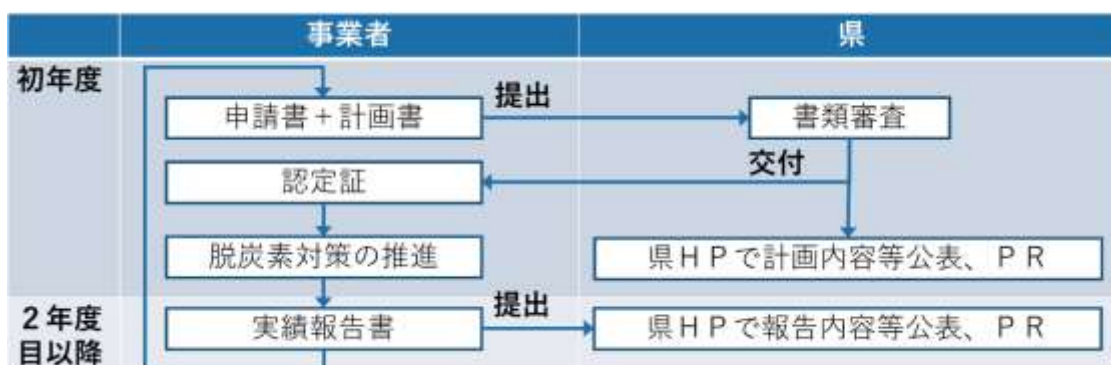 事業者
県
初年度
提出
申請書＋計画書
書類審査
交付
認定証
脱炭素対策の推進
県ＨＰで計画内容等公表、ＰＲ
２年度
目以降
提出
実績報告書
県ＨＰで報告内容等公表、ＰＲ